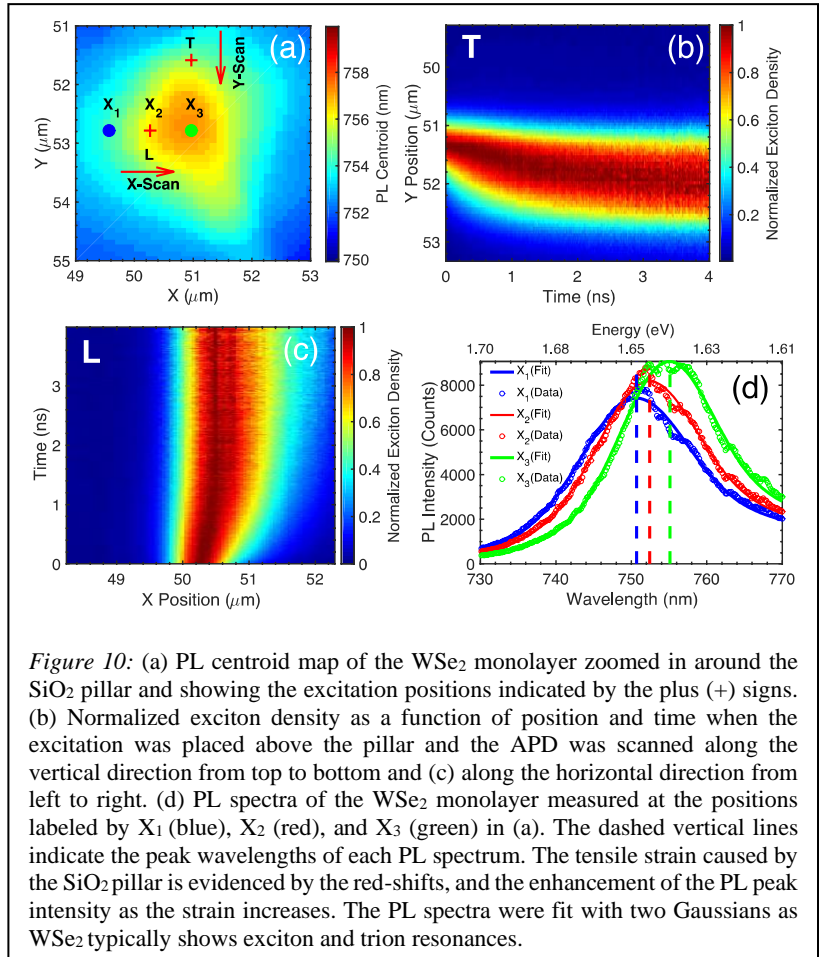 51
51.5
52
52.5
53
53.5
54
54.5
55
Y (μm)
49
50
51
52
53
X (μm)
(a)
T
Y-Scan
X₁
X₂
X₃
L
X-Scan
758
756
754
752
750
PL Centroid (nm)
T
(b)
50
51
52
53
Y Position (μm)
0
1
2
3
4
Time (ns)
1
0.8
0.6
0.4
0.2
Normalized Exciton Density
L
(c)
3
2
1
0
Time (ns)
49
50
51
52
X Position (μm)
1
0.8
0.6
0.4
0.2
0
Normalized Exciton Density
Energy (eV)
1.70
1.68
1.65
1.63
1.61
(d)
X₁(Fit)
X₁(Data)
X₂(Fit)
X₂(Data)
X₃(Fit)
X₃(Data)
8000
6000
4000
2000
0
PL Intensity (Counts)
730
740
750
760
770
Wavelength (nm)
Figure 10: (a) PL centroid map of the WSe₂ monolayer zoomed in around the
SiO₂ pillar and showing the excitation positions indicated by the plus (+) signs.
(b) Normalized exciton density as a function of position and time when the
excitation was placed above the pillar and the APD was scanned along the
vertical direction from top to bottom and (c) along the horizontal direction from
left to right. (d) PL spectra of the WSe₂ monolayer measured at the positions
labeled by X₁ (blue), X₂ (red), and X₃ (green) in (a). The dashed vertical lines
indicate the peak wavelengths of each PL spectrum. The tensile strain caused by
the SiO₂ pillar is evidenced by the red-shifts, and the enhancement of the PL peak
intensity as the strain increases. The PL spectra were fit with two Gaussians as
WSe₂ typically shows exciton and trion resonances.